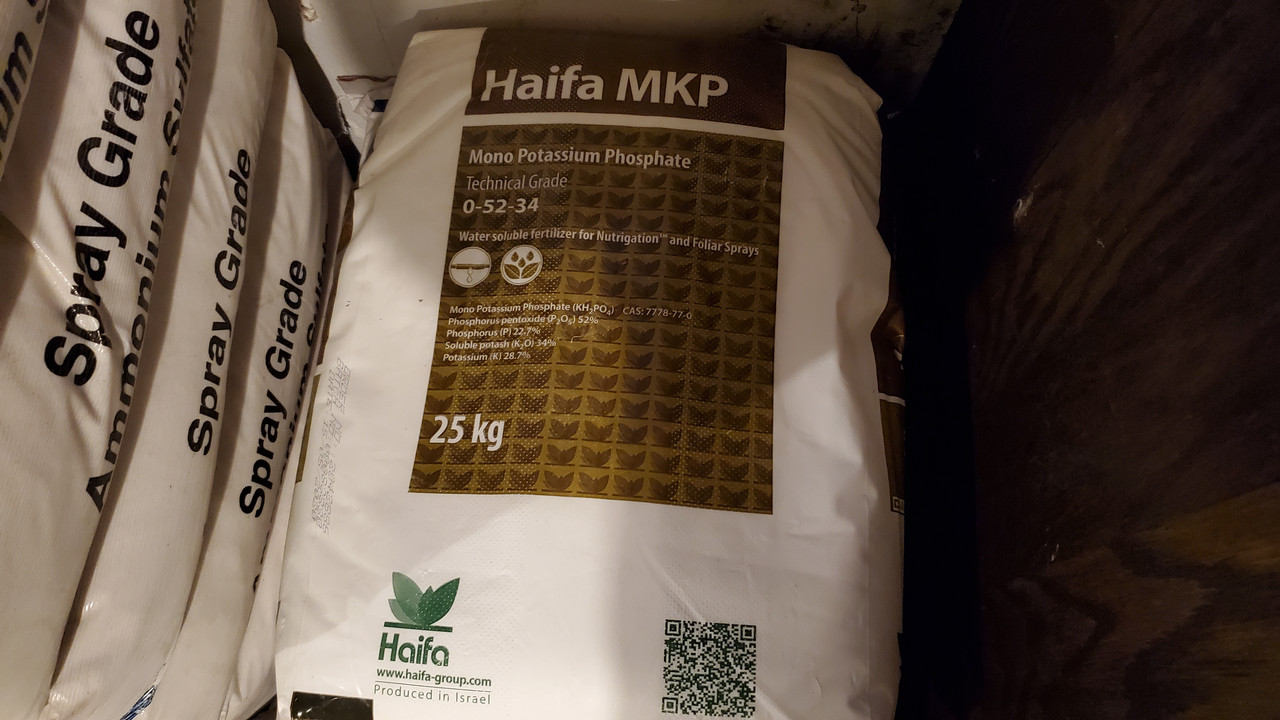 Spray Grade
Ammonium Sulfate
Spray Grade
Spray Grade
Haifa MKP
Mono Potassium Phosphate
Technical Grade
0-52-34
Water soluble fertilizer for Nutrigation™ and Foliar Sprays
Mono Potassium Phosphate (KH₂PO₄) CAS: 7778-77-0
Phosphorus pentoxide (P₂O₅) 52%
Phosphorus (P) 22.7%
Soluble potash (K₂O) 34%
Potassium (K) 28.7%
25 kg
Haifa
www.haifa-group.com
Produced in Israel